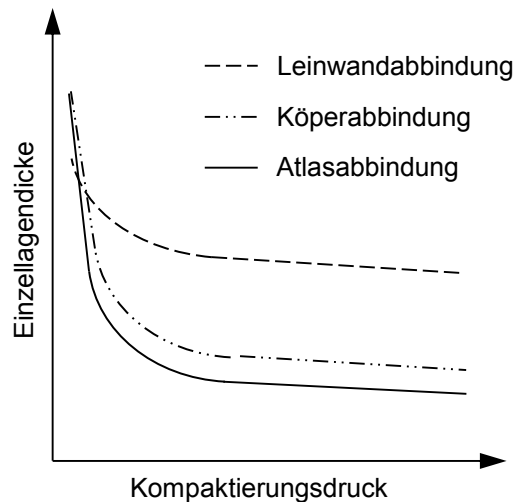 Leinwandabbindung
Köperabbindung
Atlasabbindung
Einzellagendicke
Kompaktierungsdruck